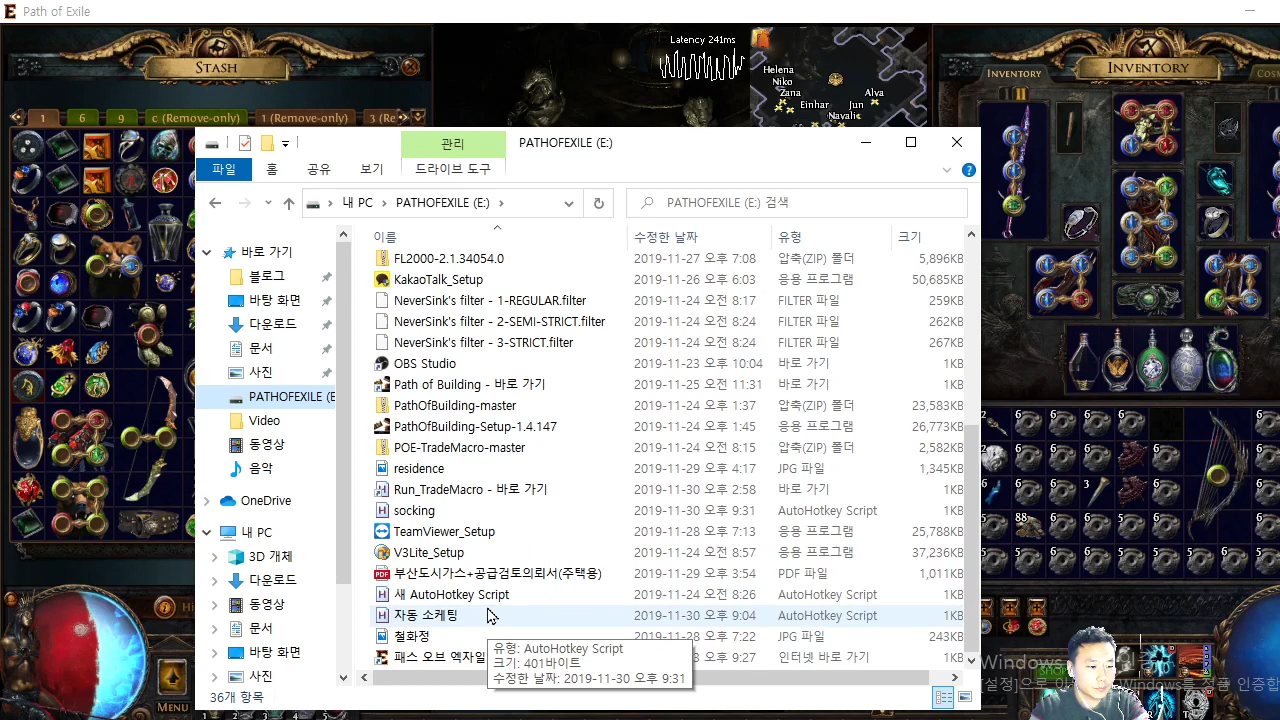 Path of Exile
Latency 241ms
STASH
INVENTORY
INVENTORY
Helena
Niko
Zana
Einhar
Alva
Jun
Navali
1
6
9
c (Remove-only)
1 (Remove-only)
관리
PATHOFEXILE (E:)
파일
홈
공유
보기
드라이브 도구
내 PC > PATHOFEXILE (E:) >
PATHOFEXILE (E:) 검색
이름 수정한 날짜 유형 크기
바로 가기
블로그
바탕 화면
다운로드
문서
사진
PATHOFEXILE (E
Video
동영상
음악
OneDrive
내 PC
3D 개체
다운로드
동영상
문서
바탕 화면
사진
FL2000-2.1.34054.0 2019-11-27 오후 7:08 압축(ZIP) 폴더 5,896KB
KakaoTalk_Setup 2019-11-26 오후 0:03 응용 프로그램 50,685KB
NeverSink's filter - 1-REGULAR.filter 2019-11-24 오전 8:17 FILTER 파일 259KB
NeverSink's filter - 2-SEMI-STRICT.filter 2019-11-24 오전 8:24 FILTER 파일 262KB
NeverSink's filter - 3-STRICT.filter 2019-11-24 오전 8:24 FILTER 파일 267KB
OBS Studio 2019-11-23 오후 10:04 바로 가기 1KB
Path of Building - 바로 가기 2019-11-25 오전 11:31 바로 가기 1KB
PathOfBuilding-master 2019-11-24 오후 1:37 압축(ZIP) 폴더 23,583KB
PathOfBuilding-Setup-1.4.147 2019-11-24 오후 1:45 응용 프로그램 26,773KB
POE-TradeMacro-master 2019-11-24 오전 8:15 압축(ZIP) 폴더 2,582KB
residence 2019-11-29 오후 4:17 JPG 파일 1,345KB
Run_TradeMacro - 바로 가기 2019-11-30 오후 2:58 바로 가기 1KB
socking 2019-11-30 오후 9:31 AutoHotkey Script 1KB
TeamViewer_Setup 2019-11-28 오후 7:13 응용 프로그램 25,788KB
V3Lite_Setup 2019-11-24 오전 8:57 응용 프로그램 37,236KB
부산도시가스+공급검토의뢰서(주택용) 2019-11-29 오후 3:54 PDF 파일 1,011KB
새 AutoHotkey Script 2019-11-24 오전 8:26 AutoHotkey Script 1KB
자동 소케팅 2019-11-30 오후 9:04 AutoHotkey Script 1KB
철화정 오후 7:22 JPG 파일 243KB
패스 오브 엑자일 9:27 인터넷 바로 가기 1KB
유형: AutoHotkey Script
크기: 401바이트
수정한 날짜: 2019-11-30 오후 9:31
36개 항목
MENU